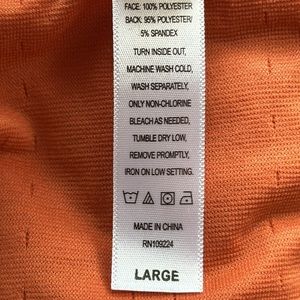 FACE: 100% POLYESTER
BACK: 95% POLYESTER/
5% SPANDEX
TURN INSIDE OUT,
MACHINE WASH COLD,
WASH SEPARATELY,
ONLY NON-CHLORINE
BLEACH AS NEEDED,
TUMBLE DRY LOW,
REMOVE PROMPTLY,
IRON ON LOW SETTING.
MADE IN CHINA
RN109224
LARGE